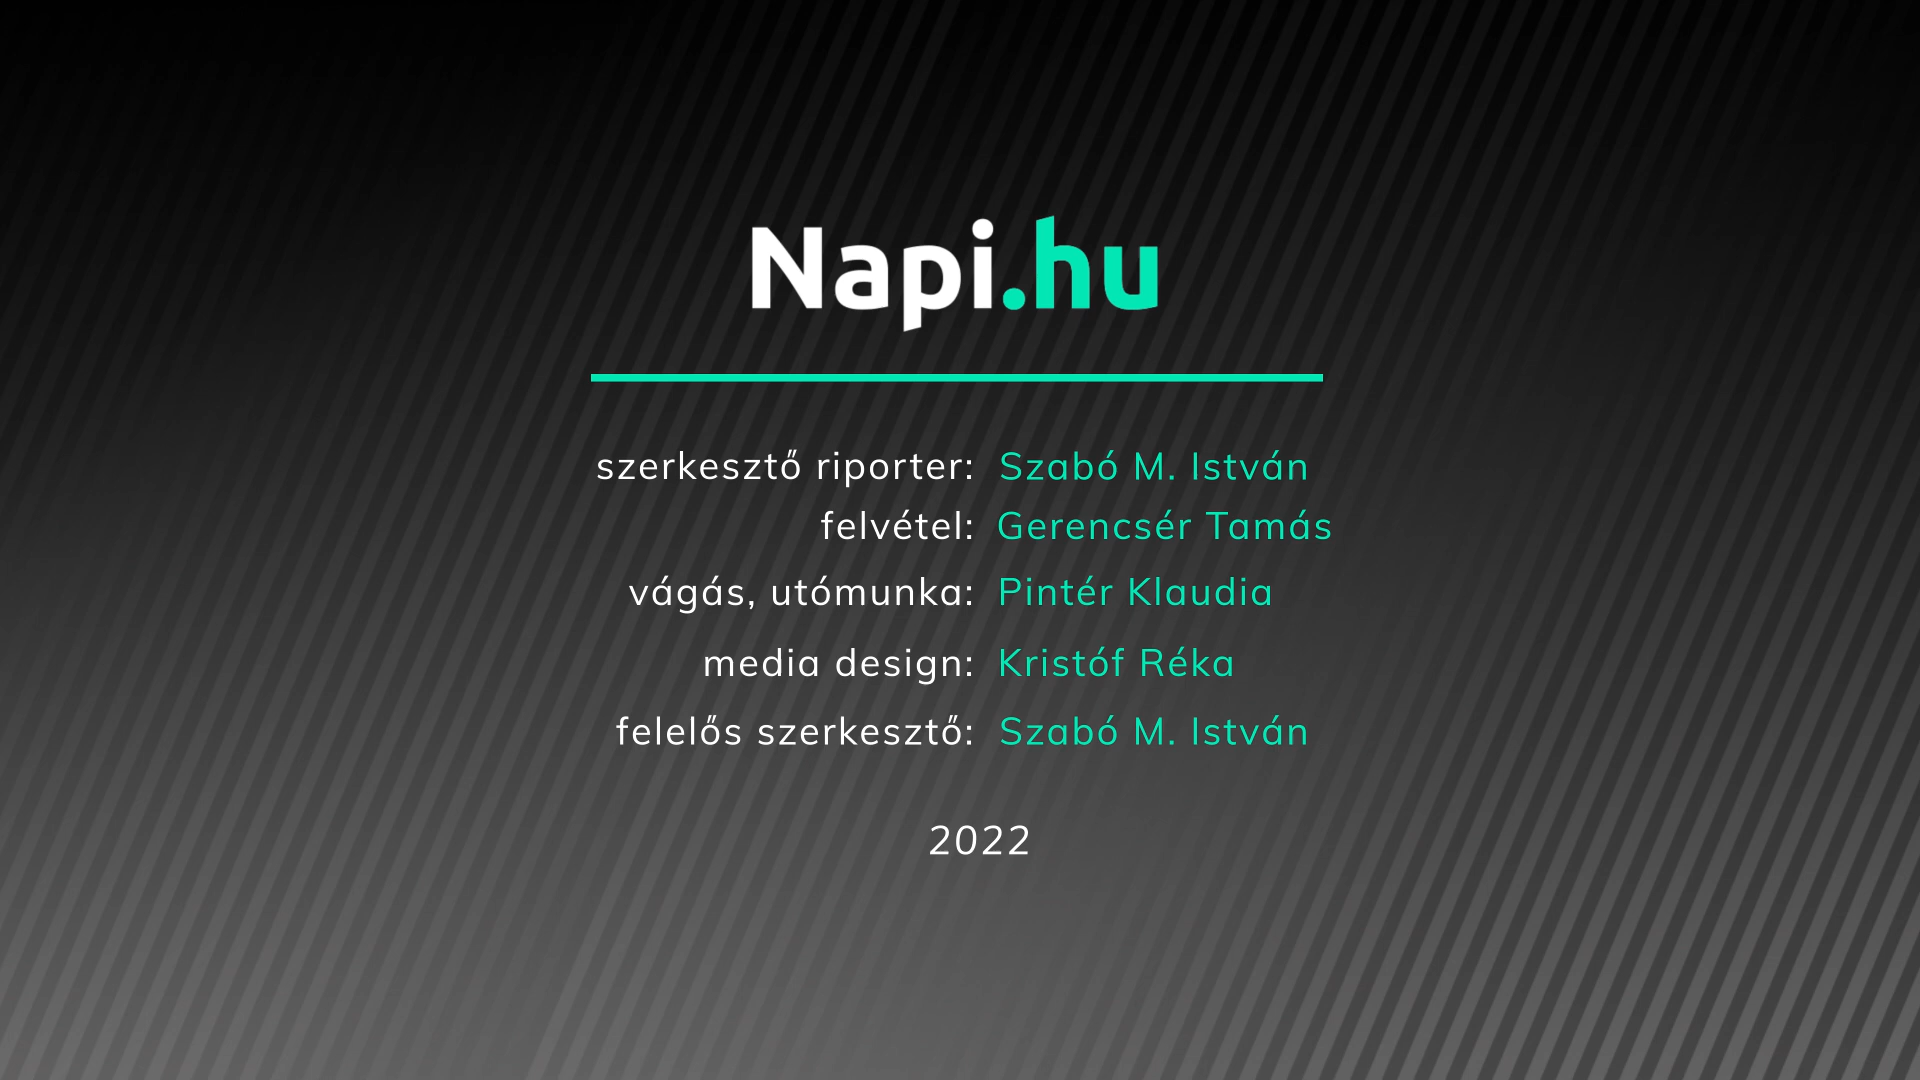 Napi.hu
szerkesztő riporter: Szabó M. István
felvétel: Gerencsér Tamás
vágás, utómunka: Pintér Klaudia
media design: Kristóf Réka
felelős szerkesztő: Szabó M. István
2022